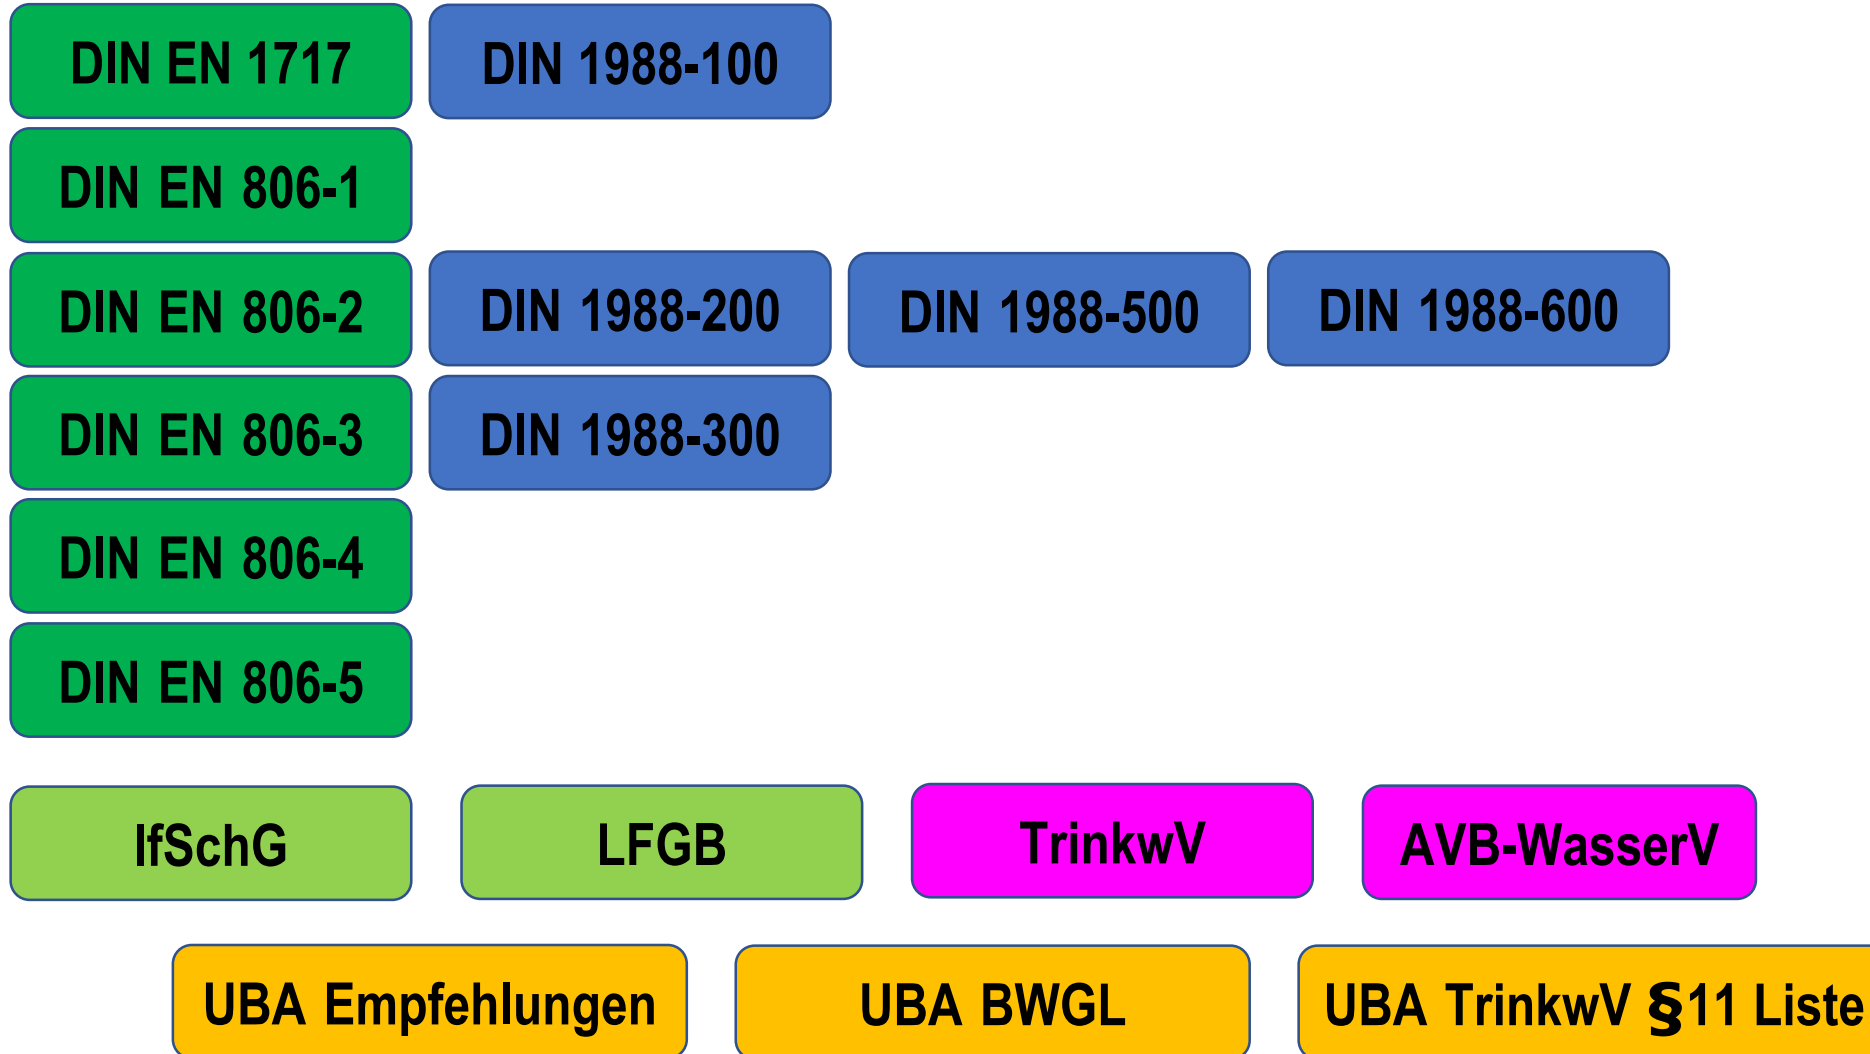 DIN EN 1717 DIN 1988-100
DIN EN 806-1
DIN EN 806-2 DIN 1988-200 DIN 1988-500 DIN 1988-600
DIN EN 806-3 DIN 1988-300
DIN EN 806-4
DIN EN 806-5
IfSchG LFGB TrinkwV AVB-WasserV
UBA Empfehlungen UBA BWGL UBA TrinkwV §11 Liste